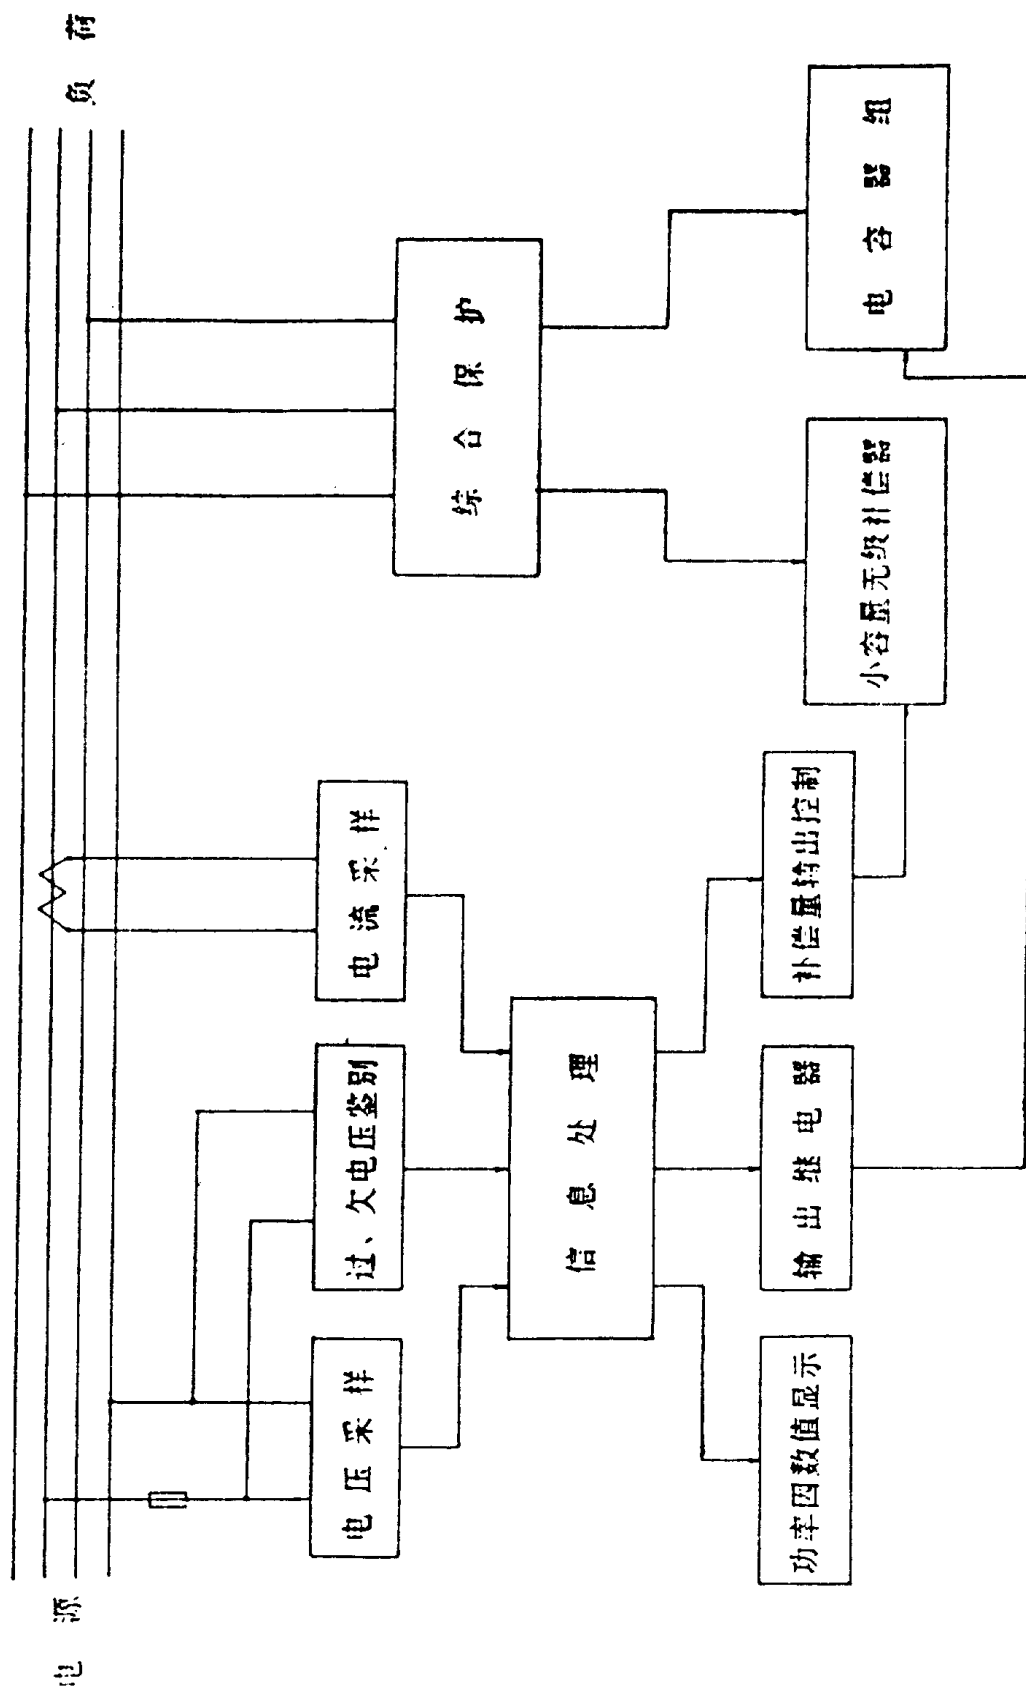 电源
负荷
电压采样
过、欠电压鉴别
电流采样
综合保护
信息处理
功率因数值显示
输出继电器
补偿量输出控制
小容量无级补偿器
电容器组